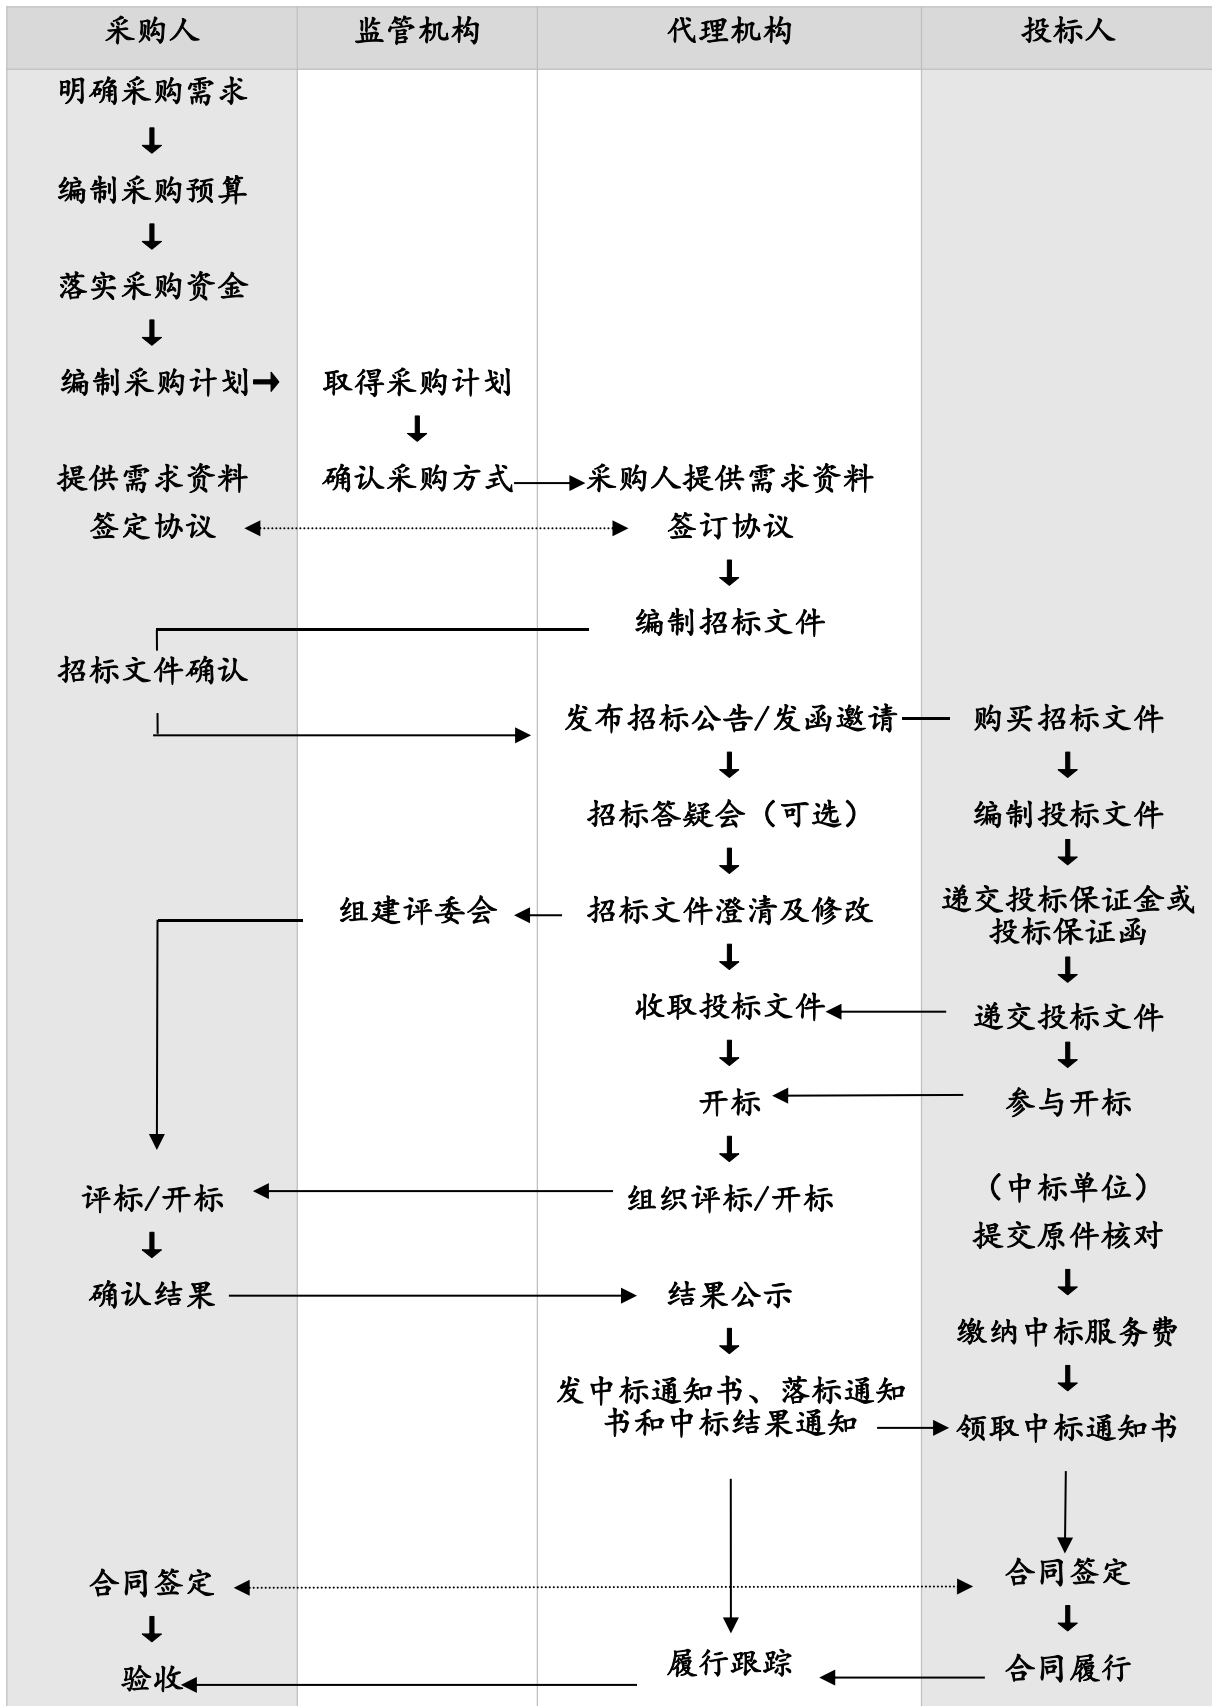 采购人 监管机构 代理机构 投标人
明确采购需求
编制采购预算
落实采购资金
编制采购计划 取得采购计划
提供需求资料 确认采购方式 采购人提供需求资料
签定协议 签订协议
编制招标文件
招标文件确认
发布招标公告/发函邀请 购买招标文件
招标答疑会（可选） 编制投标文件
组建评委会 招标文件澄清及修改 递交投标保证金或
投标保证函
收取投标文件 递交投标文件
开标 参与开标
评标/开标 组织评标/开标 （中标单位）
提交原件核对
确认结果 结果公示
缴纳中标服务费
发中标通知书、落标通知
书和中标结果通知 领取中标通知书
合同签定 合同签定
验收 履行跟踪 合同履行